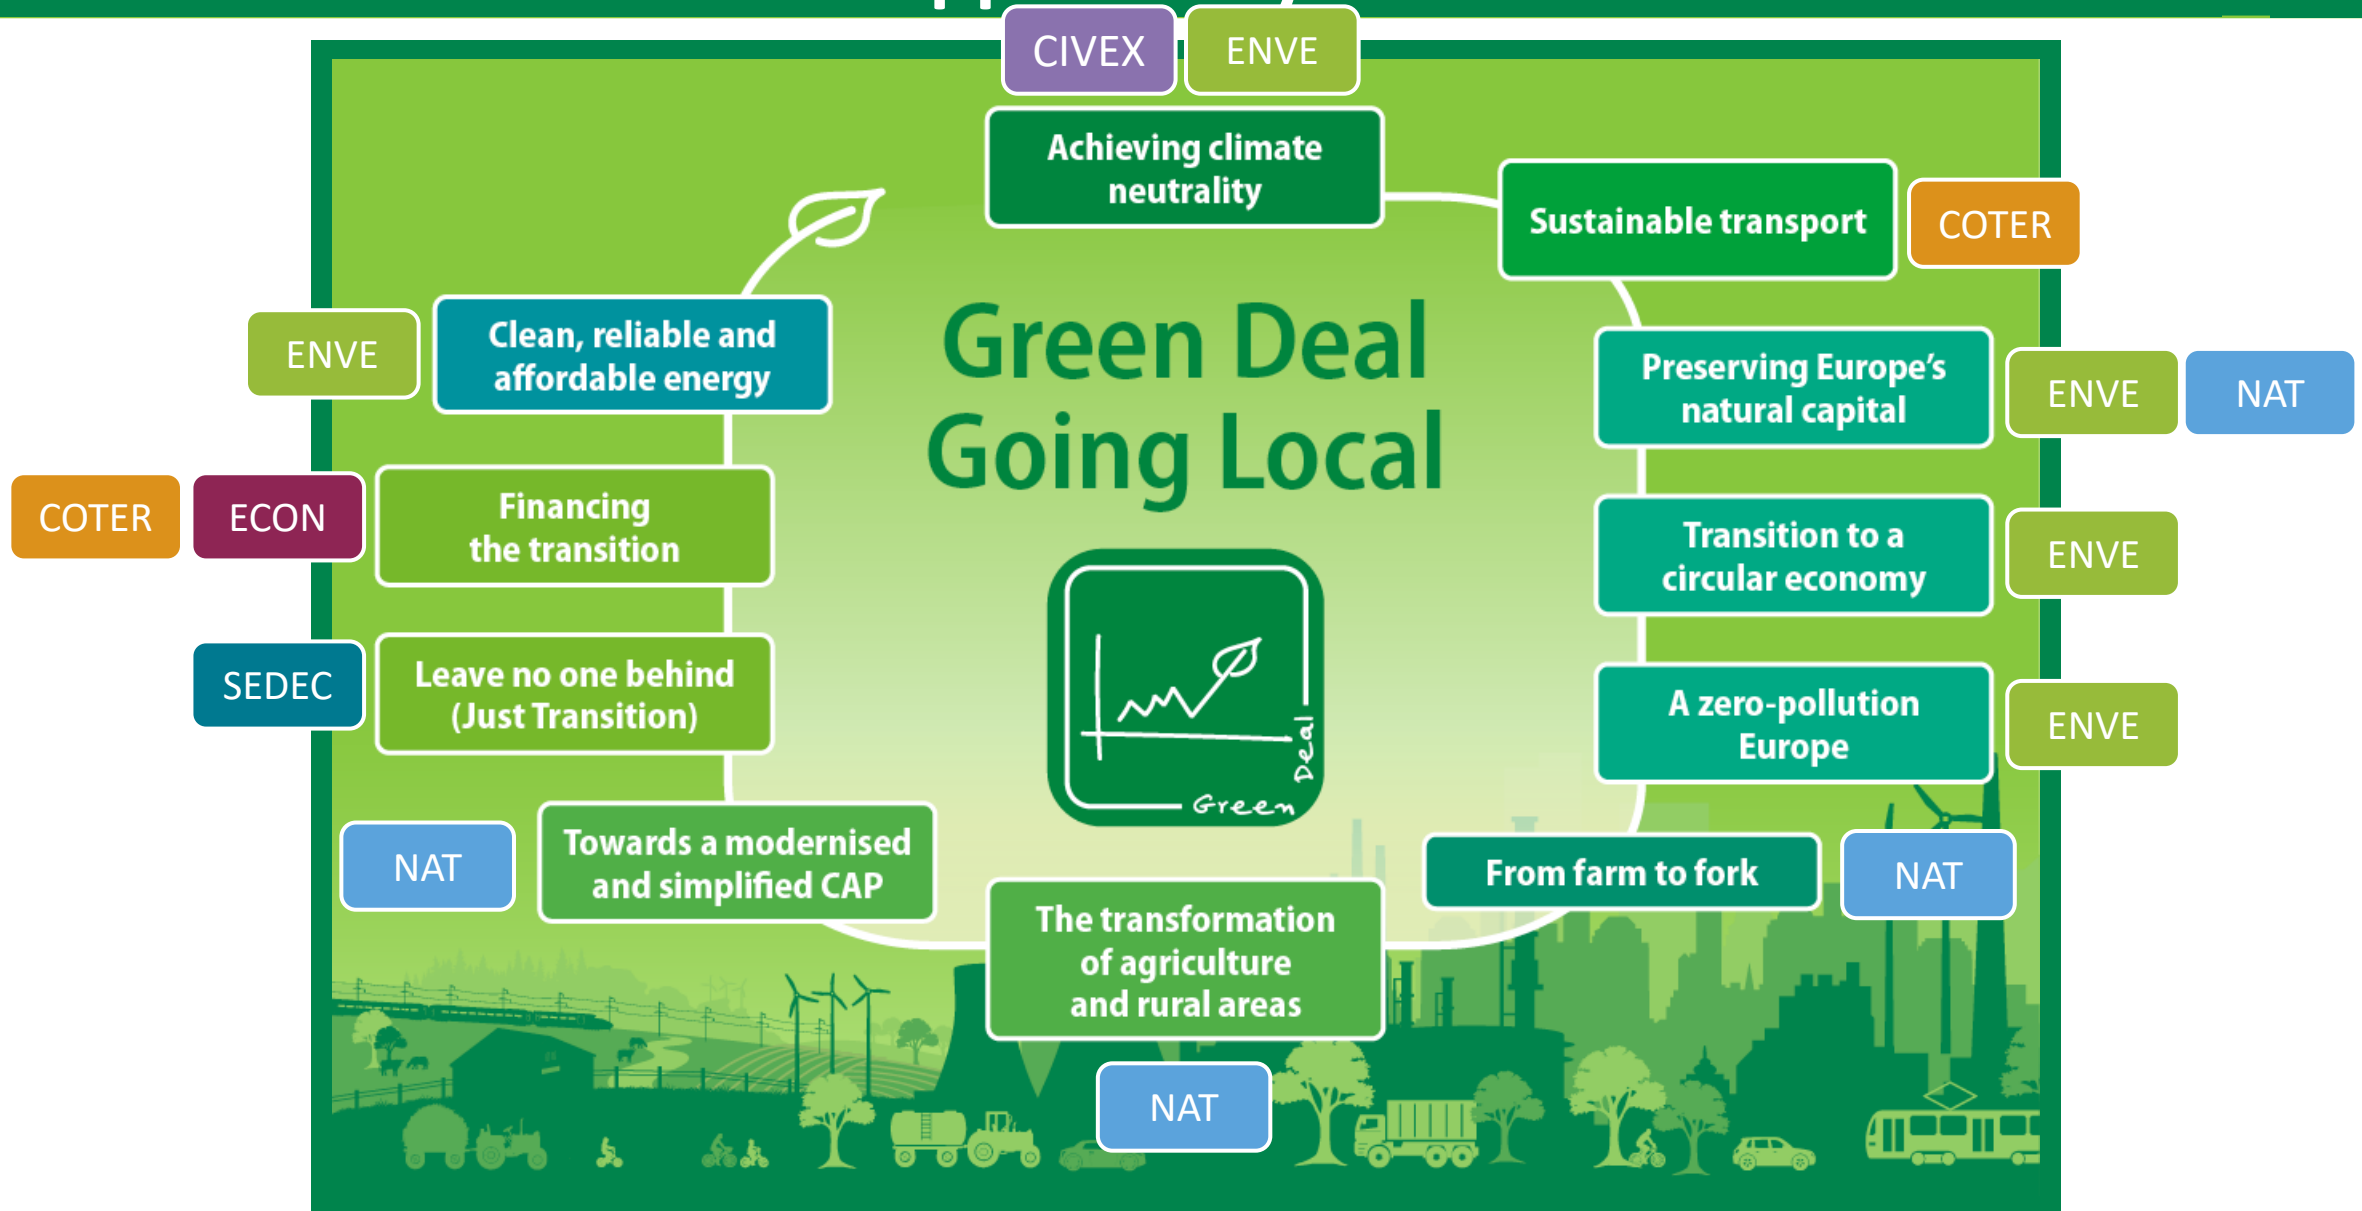 CIVEX
ENVE
Achieving climate
neutrality
Sustainable transport
COTER
Clean, reliable and
affordable energy
ENVE
Green Deal
Going Local
Preserving Europe's
natural capital
ENVE
NAT
COTER
ECON
Financing
the transition
Transition to a
circular economy
ENVE
SEDEC
Leave no one behind
(Just Transition)
A zero-pollution
Europe
ENVE
Green
Deal
NAT
Towards a modernised
and simplified CAP
From farm to fork
NAT
The transformation
of agriculture
and rural areas
NAT